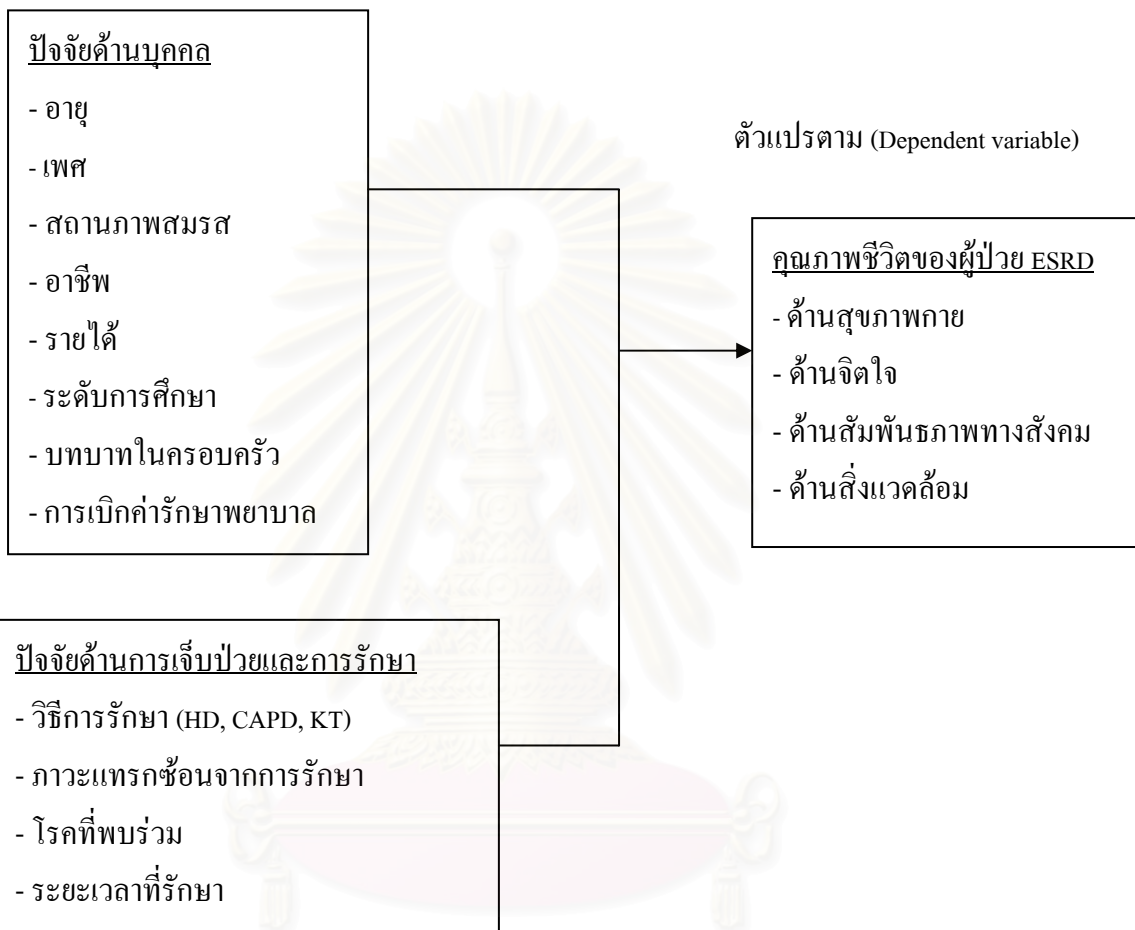 ปัจจัยด้านบุคคล
- อายุ
- เพศ
- สถานภาพสมรส
- อาชีพ
- รายได้
- ระดับการศึกษา
- บทบาทในครอบครัว
- การเบิกค่ารักษาพยาบาล
ตัวแปรตาม (Dependent variable)
คุณภาพชีวิตของผู้ป่วย ESRD
- ด้านสุขภาพกาย
- ด้านจิตใจ
- ด้านสัมพันธภาพทางสังคม
- ด้านสิ่งแวดล้อม
ปัจจัยด้านการเจ็บป่วยและการรักษา
- วิธีการรักษา (HD, CAPD, KT)
- ภาวะแทรกซ้อนจากการรักษา
- โรคที่พบร่วม
- ระยะเวลาที่รักษา